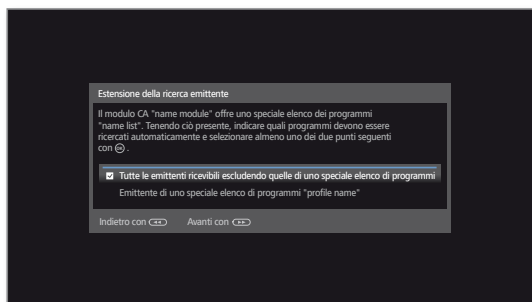 Estensione della ricerca emittente
Il modulo CA "name module" offre uno speciale elenco dei programmi
"name list". Tenendo ciò presente, indicare quali programmi devono essere
ricercati automaticamente e selezionare almeno uno dei due punti seguenti
con OK .
Tutte le emittenti ricevibili escludendo quelle di uno speciale elenco di programmi
Emittente di uno speciale elenco di programmi "profile name"
Indietro con Avanti con